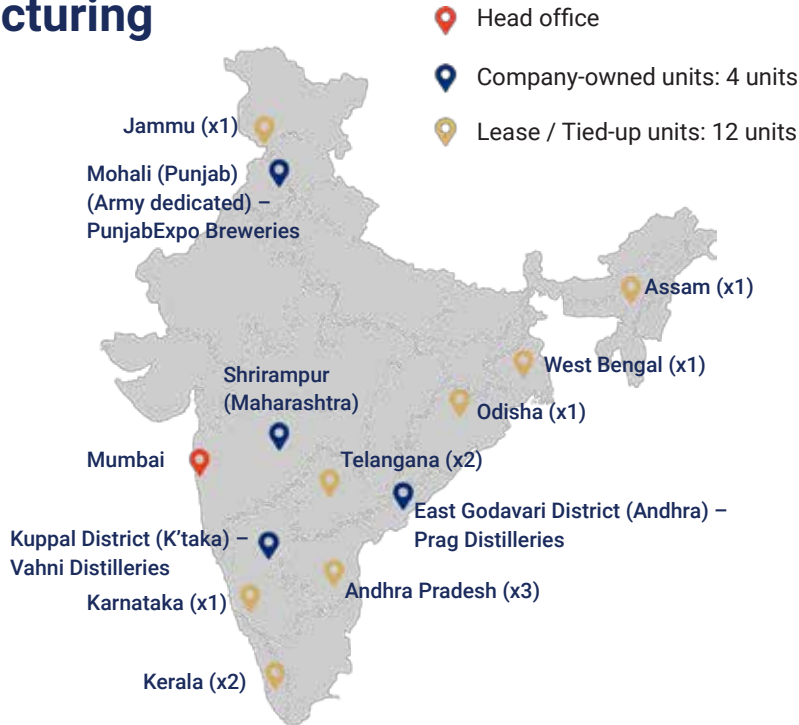 cturing
Head office
Company-owned units: 4 units
Lease / Tied-up units: 12 units
Jammu (x1)
Mohali (Punjab)
(Army dedicated) –
PunjabExpo Breweries
Assam (x1)
West Bengal (x1)
Shrirampur
(Maharashtra)
Odisha (x1)
Mumbai
Telangana (x2)
East Godavari District (Andhra) –
Prag Distilleries
Kuppal District (K'taka) –
Vahni Distilleries
Andhra Pradesh (x3)
Karnataka (x1)
Kerala (x2)